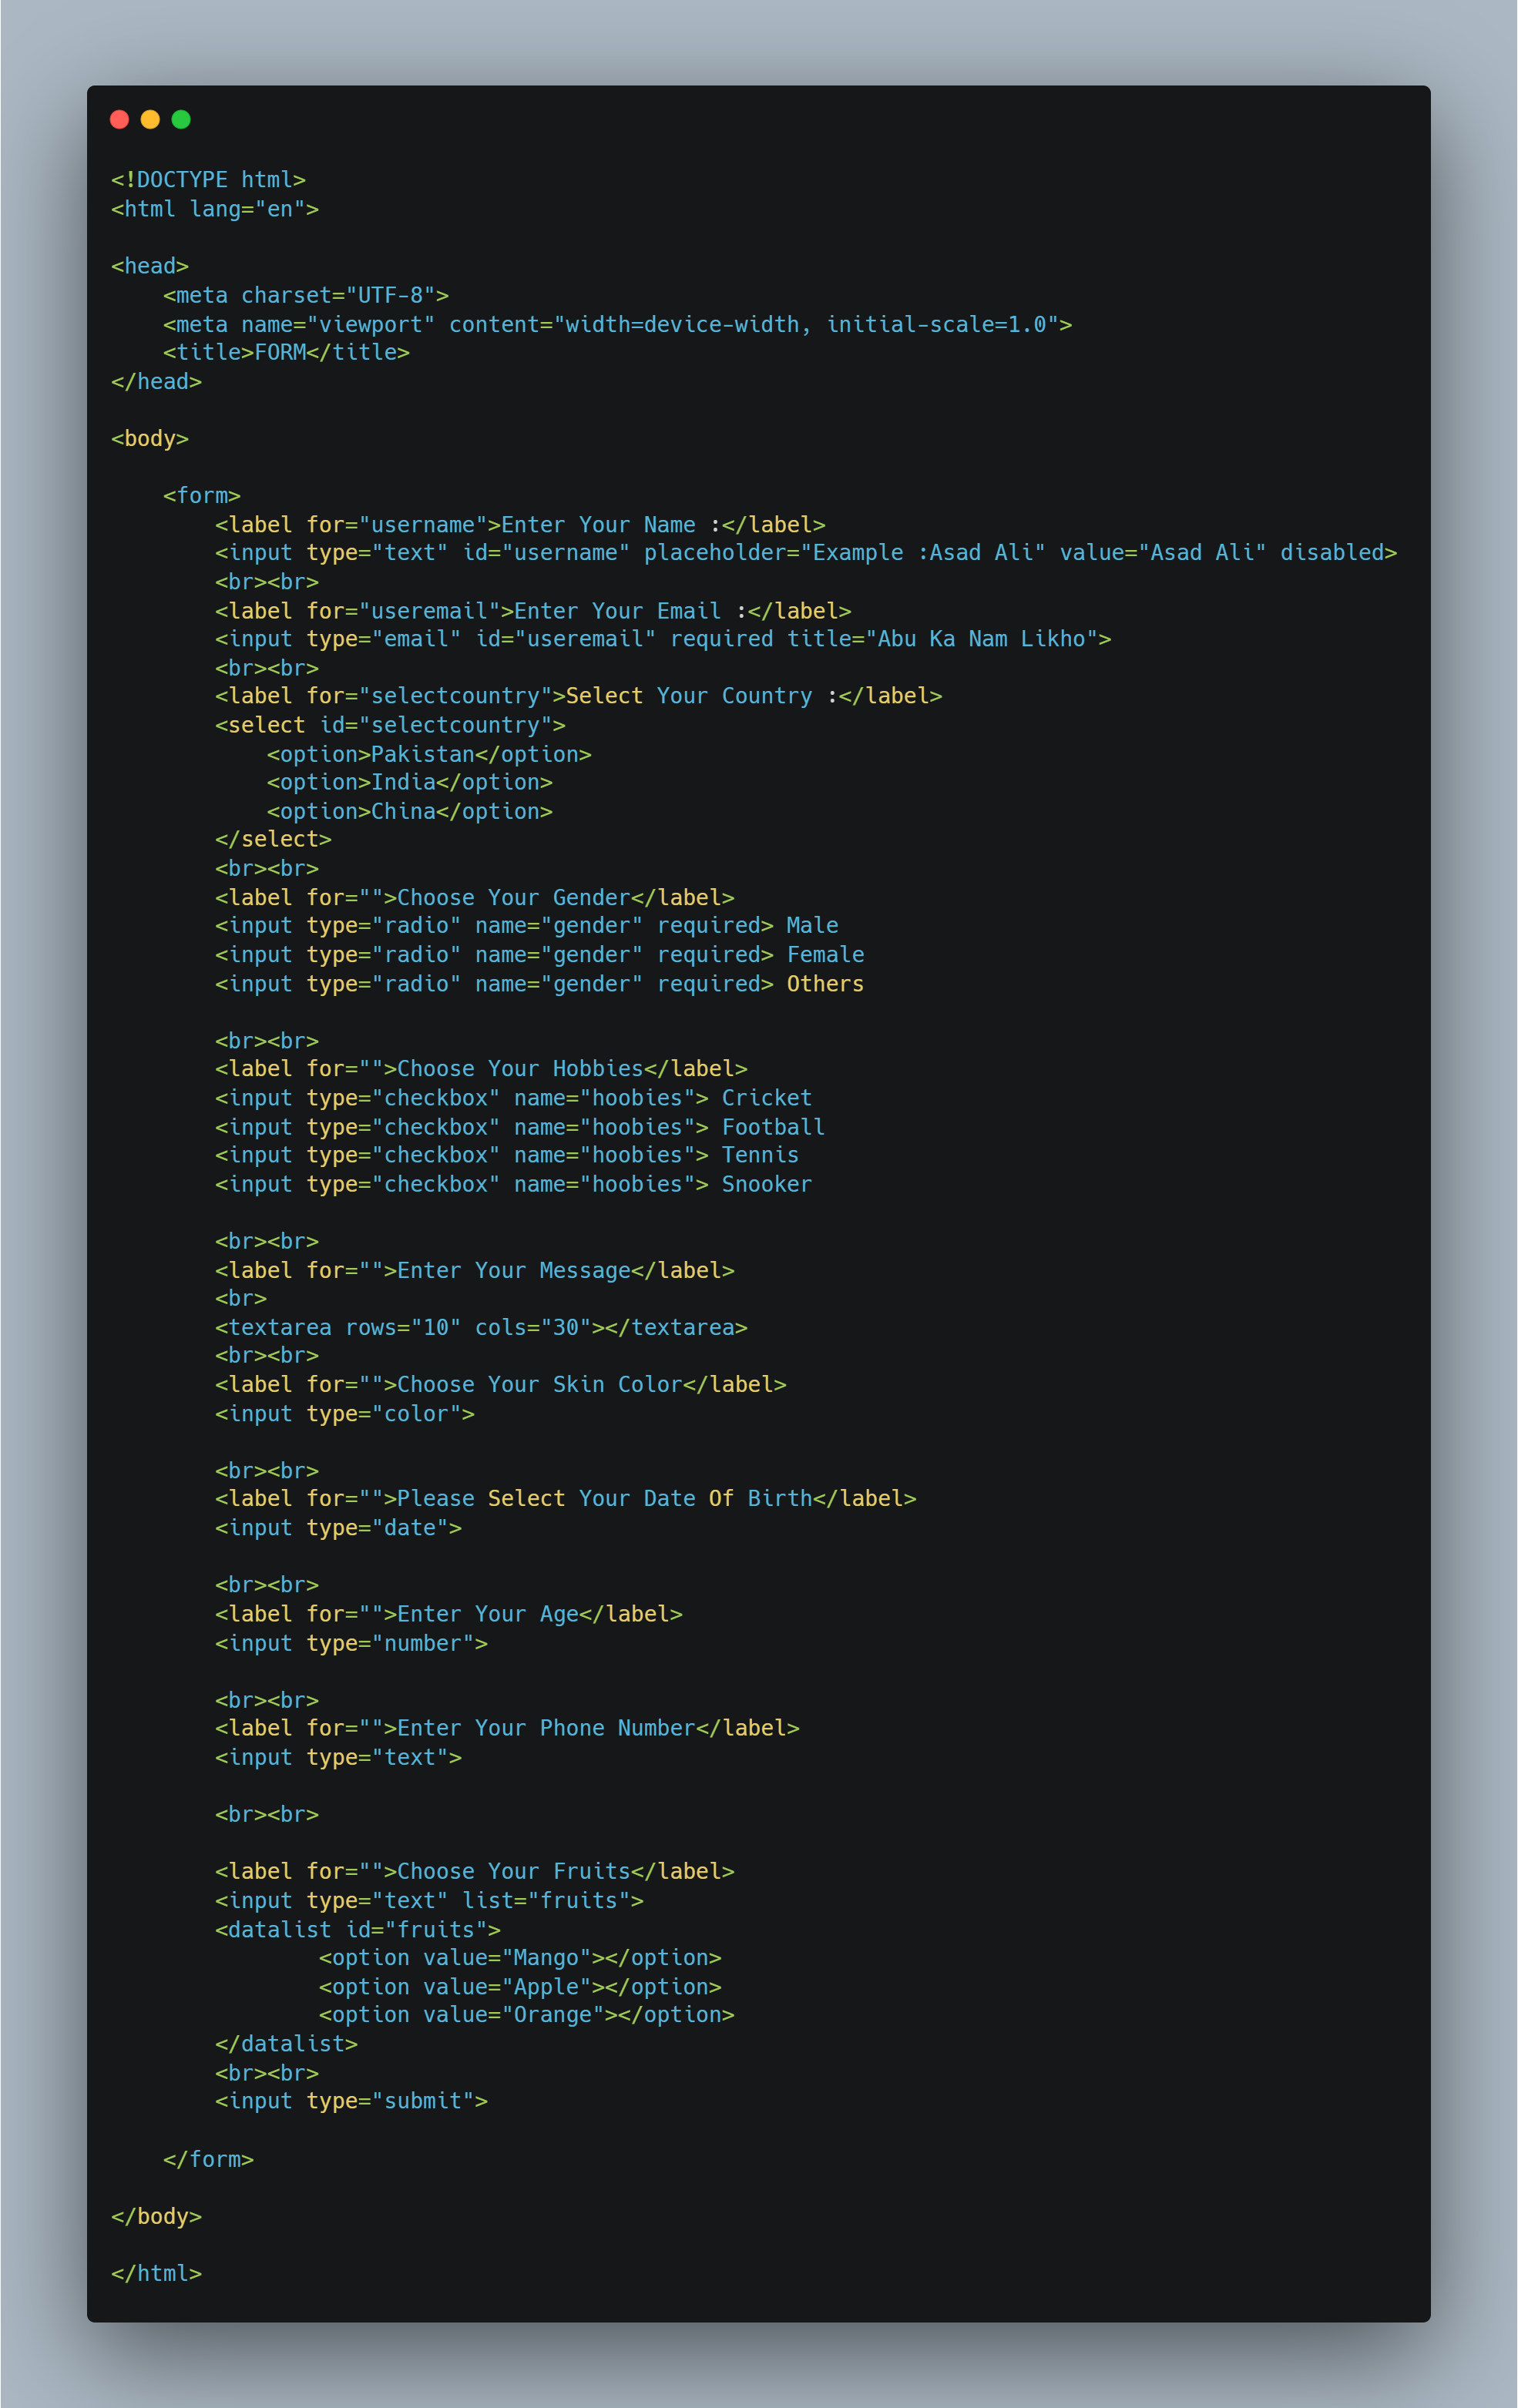 <!DOCTYPE html>
<html lang="en">

<head>
    <meta charset="UTF-8">
    <meta name="viewport" content="width=device-width, initial-scale=1.0">
    <title>FORM</title>
</head>

<body>

    <form>
        <label for="username">Enter Your Name :</label>
        <input type="text" id="username" placeholder="Example :Asad Ali" value="Asad Ali" disabled>
        <br><br>
        <label for="useremail">Enter Your Email :</label>
        <input type="email" id="useremail" required title="Abu Ka Nam Likho">
        <br><br>
        <label for="selectcountry">Select Your Country :</label>
        <select id="selectcountry">
            <option>Pakistan</option>
            <option>India</option>
            <option>China</option>
        </select>
        <br><br>
        <label for="">Choose Your Gender</label>
        <input type="radio" name="gender" required> Male
        <input type="radio" name="gender" required> Female
        <input type="radio" name="gender" required> Others

        <br><br>
        <label for="">Choose Your Hobbies</label>
        <input type="checkbox" name="hoobies"> Cricket
        <input type="checkbox" name="hoobies"> Football
        <input type="checkbox" name="hoobies"> Tennis
        <input type="checkbox" name="hoobies"> Snooker

        <br><br>
        <label for="">Enter Your Message</label>
        <br>
        <textarea rows="10" cols="30"></textarea>
        <br><br>
        <label for="">Choose Your Skin Color</label>
        <input type="color">

        <br><br>
        <label for="">Please Select Your Date Of Birth</label>
        <input type="date">

        <br><br>
        <label for="">Enter Your Age</label>
        <input type="number">

        <br><br>
        <label for="">Enter Your Phone Number</label>
        <input type="text">

        <br><br>

        <label for="">Choose Your Fruits</label>
        <input type="text" list="fruits">
        <datalist id="fruits">
                <option value="Mango"></option>
                <option value="Apple"></option>
                <option value="Orange"></option>
        </datalist>
        <br><br>
        <input type="submit">

    </form>

</body>

</html>